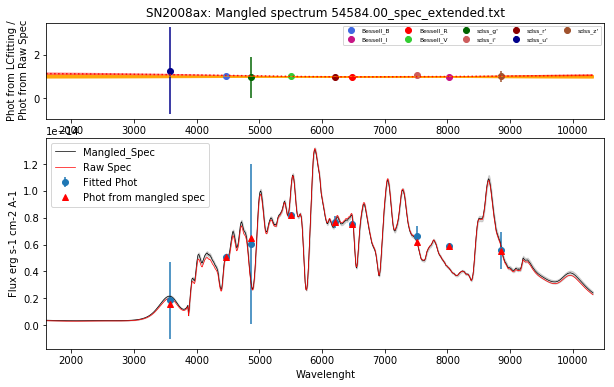 SN2008ax: Mangled spectrum 54584.00_spec_extended.txt
Phot from LCfitting /
Phot from Raw Spec
2
0
Bessell_B
Bessell_R
sdss_g'
sdss_r'
sdss_z'
Bessell_I
Bessell_V
sdss_i'
sdss_u'
2000
3000
4000
5000
6000
7000
8000
9000
10000
1e−14
Mangled_Spec
Raw Spec
Fitted Phot
Phot from mangled spec
Flux erg s-1 cm-2 A-1
1.2
1.0
0.8
0.6
0.4
0.2
0.0
2000
3000
4000
5000
6000
7000
8000
9000
10000
Wavelenght